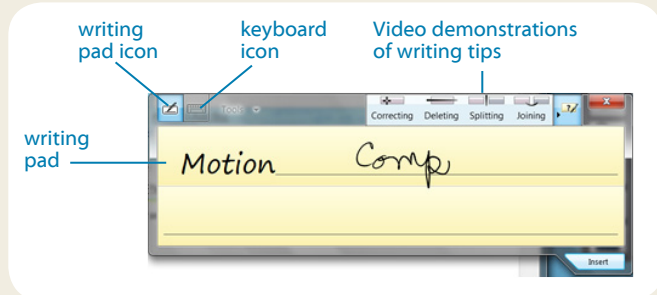 writing
pad icon
keyboard
icon
Video demonstrations
of writing tips
Tools
Correcting Deleting Splitting Joining
writing
pad
Motion Comp
Insert